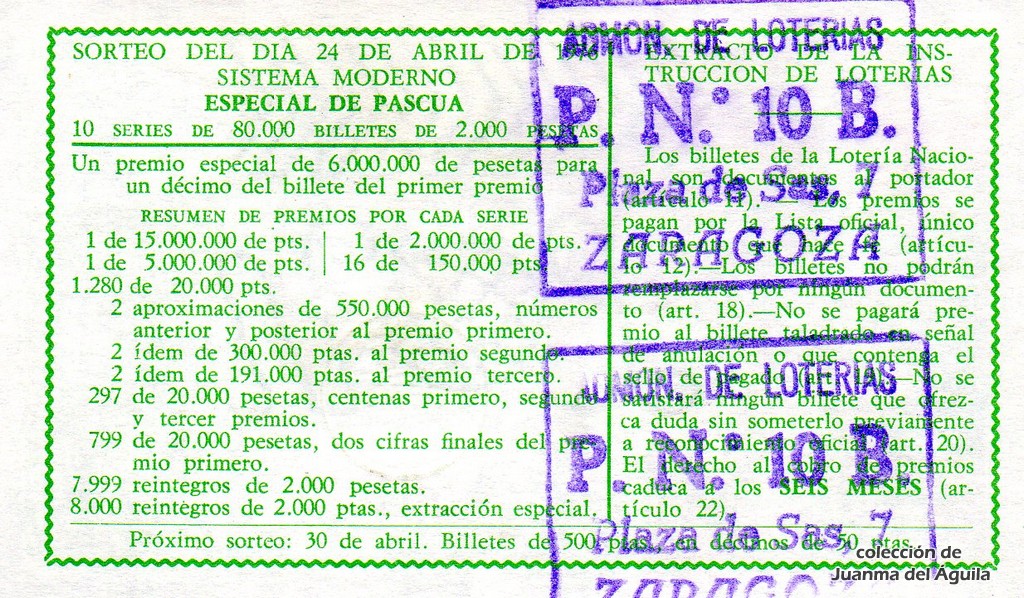 SORTEO DEL DIA 24 DE ABRIL DE 1976
SISTEMA MODERNO
ESPECIAL DE PASCUA
10 SERIES DE 80.000 BILLETES DE 2.000 PESETAS
Un premio especial de 6.000.000 de pesetas para
un décimo del billete del primer premio
RESUMEN DE PREMIOS POR CADA SERIE
1 de 15.000.000 de pts. | 1 de 2.000.000 de pts.
1 de 5.000.000 de pts. | 16 de 150.000 pts.
1.280 de 20.000 pts.
2 aproximaciones de 550.000 pesetas, números
anterior y posterior al premio primero.
2 ídem de 300.000 ptas. al premio segundo.
2 ídem de 191.000 ptas. al premio tercero.
297 de 20.000 pesetas, centenas primero, segundo
y tercer premios.
799 de 20.000 pesetas, dos cifras finales del pre-
mio primero.
7.999 reintegros de 2.000 pesetas.
8.000 reintegros de 2.000 ptas., extracción especial.
EXTRACTO DE LA INS-
TRUCCION DE LOTERIAS
Los billetes de la Lotería Nacio-
nal son documentos al portador
(artículo 11). — Los premios se
pagan por la Lista oficial, único
documento que hace fe (artícu-
lo 12).—Los billetes no podrán
remplazarse por ningún documen-
to (art. 18).—No se pagará pre-
mio al billete taladrado en señal
de anulación o que contenga el
sello de pagado (art. —No se
satisfará ningún billete que ofrez-
ca duda sin someterlo previamente
a reconocimiento oficial (art. 20).
El derecho al cobro de premios
caduca a los SEIS MESES (ar-
tículo 22).
Próximo sorteo: 30 de abril. Billetes de 500 ptas., en décimos de 50 ptas.
ADMON. DE LOTERIAS
P. N.º 10 B.
Plaza de Sas, 7
ZARAGOZA
ADMON. DE LOTERIAS
P. N.º 10 B.
Plaza de Sas, 7
ZARAGOZ
colección de
Juanma del Águila